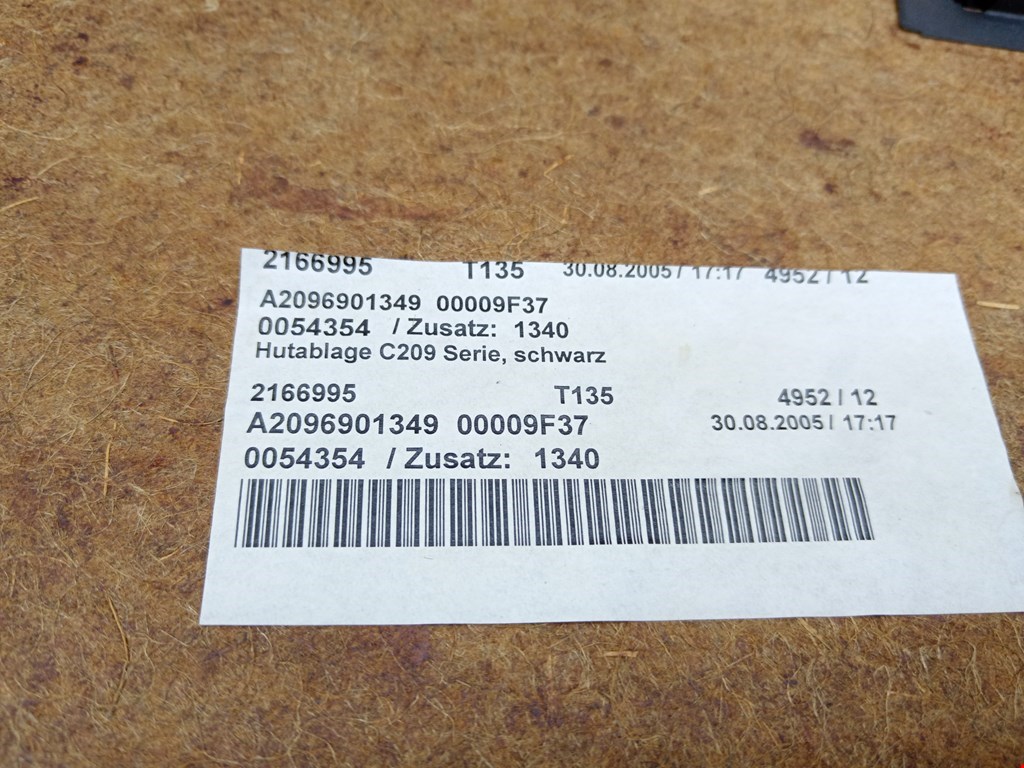 2166995 T135 30.08.2005 / 17:17 4952 / 12
A2096901349 00009F37
0054354 / Zusatz: 1340
Hutablage C209 Serie, schwarz
2166995 T135 4952 / 12
A2096901349 00009F37 30.08.2005 / 17:17
0054354 / Zusatz: 1340